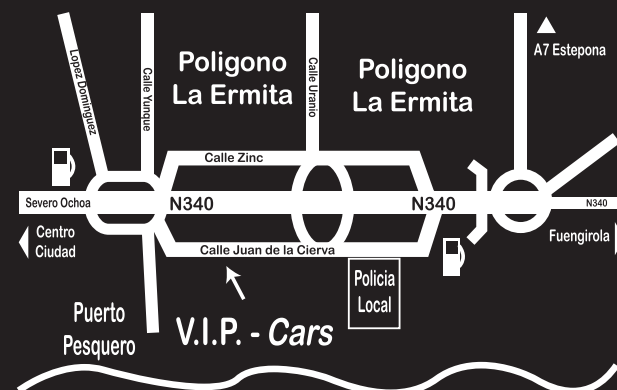 A7 Estepona
Lopez Dominguez
Calle Yunque
Poligono
La Ermita
Calle Uranio
Poligono
La Ermita
Calle Zinc
Severo Ochoa
N340
N340
N340
Centro
Ciudad
Fuengirola
Calle Juan de la Cierva
Policia
Local
Puerto
Pesquero
V.I.P. - Cars